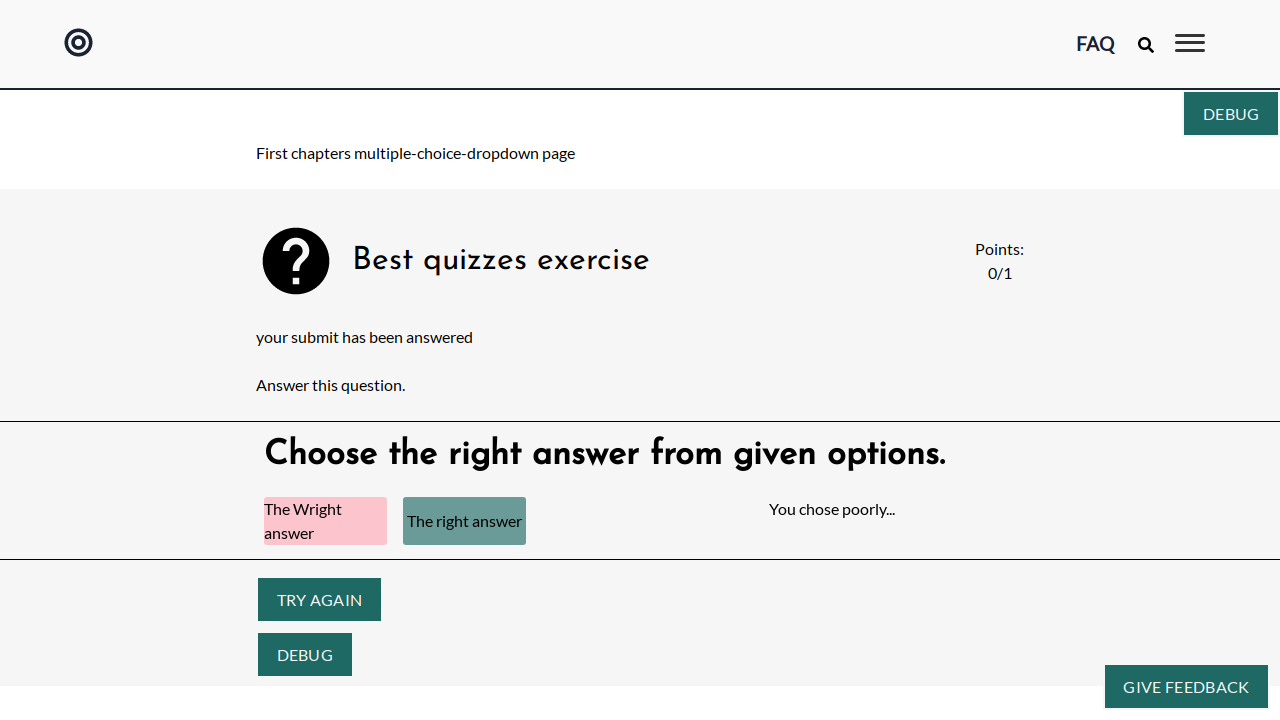 FAQ
DEBUG
First chapters multiple-choice-dropdown page
Best quizzes exercise
Points:
0/1
your submit has been answered
Answer this question.
Choose the right answer from given options.
The Wright
answer
The right answer
You chose poorly...
TRY AGAIN
DEBUG
GIVE FEEDBACK